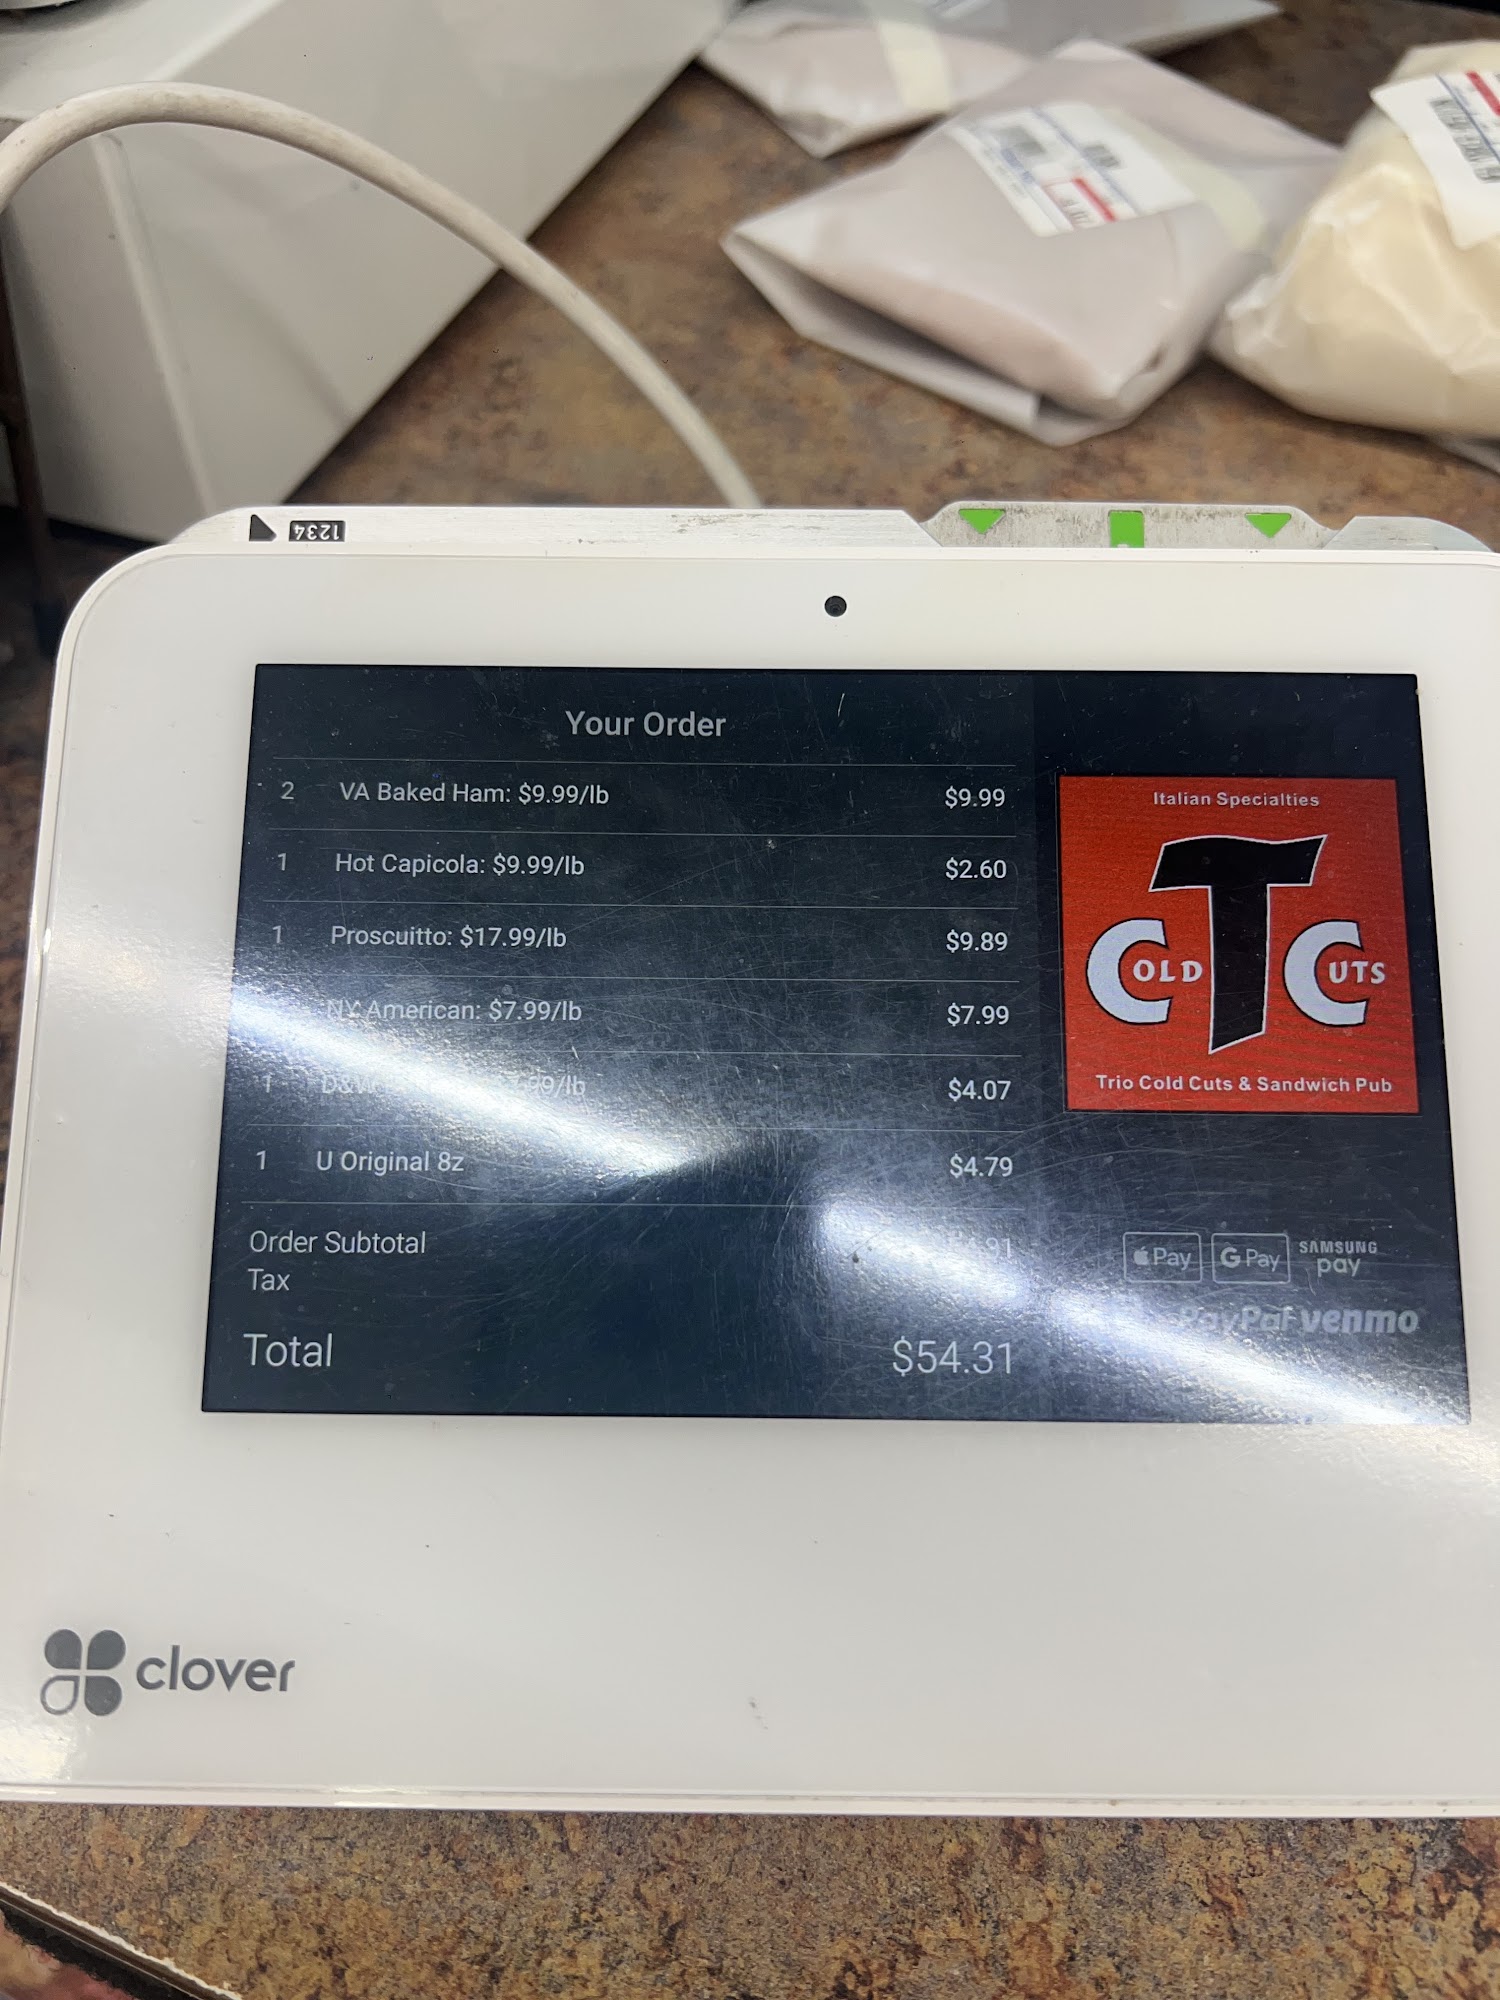 1234
Your Order
2 VA Baked Ham: $9.99/lb $9.99
1 Hot Capicola: $9.99/lb $2.60
1 Proscuitto: $17.99/lb $9.89
NY American: $7.99/lb $7.99
1 $4.07
1 U Original 8z $4.79
Order Subtotal
Tax
Total $54.31
Italian Specialties
T
COLD CUTS
Trio Cold Cuts & Sandwich Pub
Pay G Pay SAMSUNG pay
PayPal venmo
clover